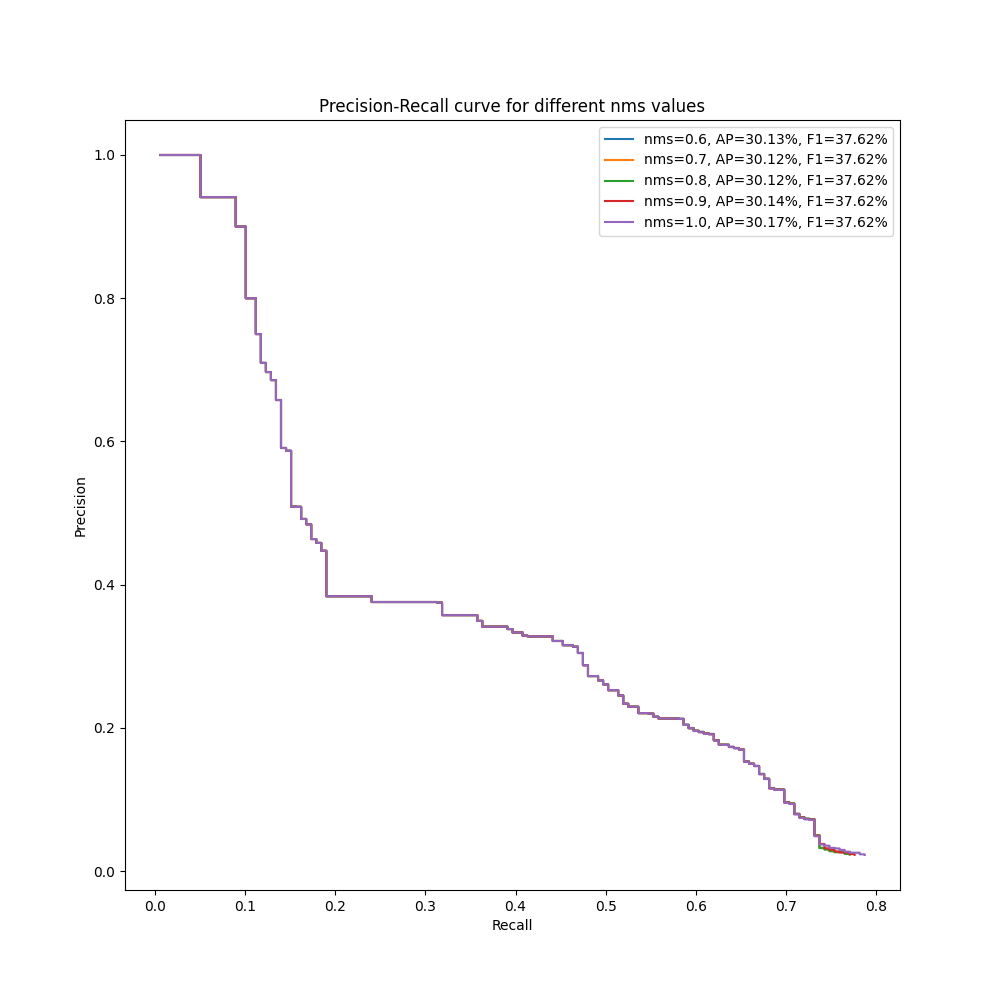 Precision-Recall curve for different nms values
nms=0.6, AP=30.13%, F1=37.62%
nms=0.7, AP=30.12%, F1=37.62%
nms=0.8, AP=30.12%, F1=37.62%
nms=0.9, AP=30.14%, F1=37.62%
nms=1.0, AP=30.17%, F1=37.62%
1.0
0.8
0.6
0.4
0.2
0.0
Precision
0.0 0.1 0.2 0.3 0.4 0.5 0.6 0.7 0.8
Recall